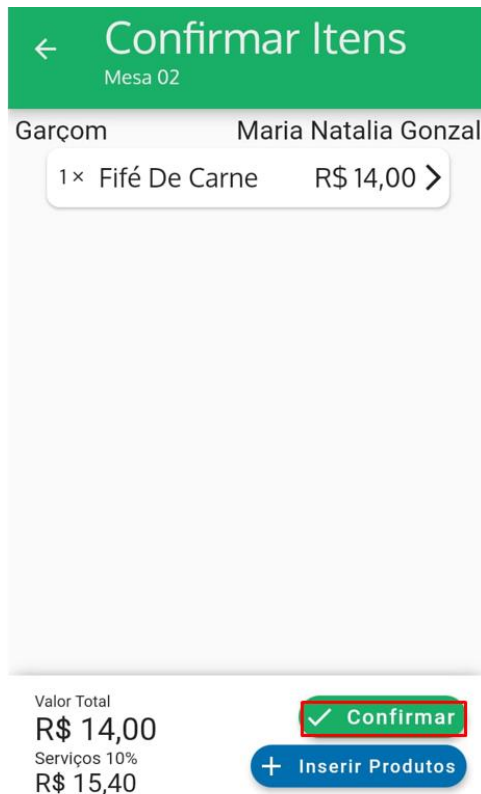 Confirmar Itens
Mesa 02
Garçom Maria Natalia Gonzal
1× Fifé De Carne R$ 14,00
Valor Total
R$ 14,00
Confirmar
Serviços 10%
R$ 15,40
Inserir Produtos